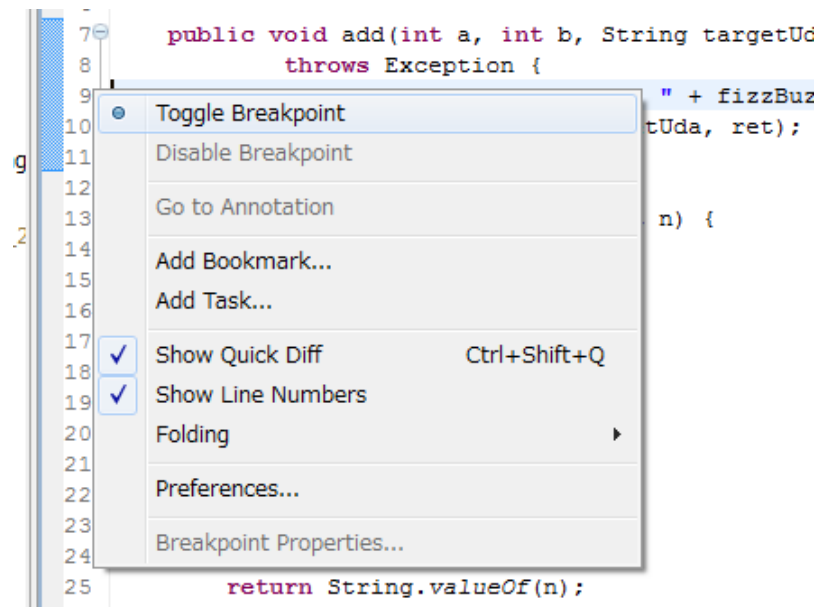 7 public void add(int a, int b, String targetUd
8 throws Exception {
9 " + fizzBuz
Toggle Breakpoint
10 tUda, ret);
11 Disable Breakpoint
g
12
Go to Annotation
13 n) {
_2
14
Add Bookmark...
15
Add Task...
16
17
Show Quick Diff Ctrl+Shift+Q
18
19 Show Line Numbers
20 Folding
21
22 Preferences...
23
24 Breakpoint Properties...
25 return String.valueOf(n);